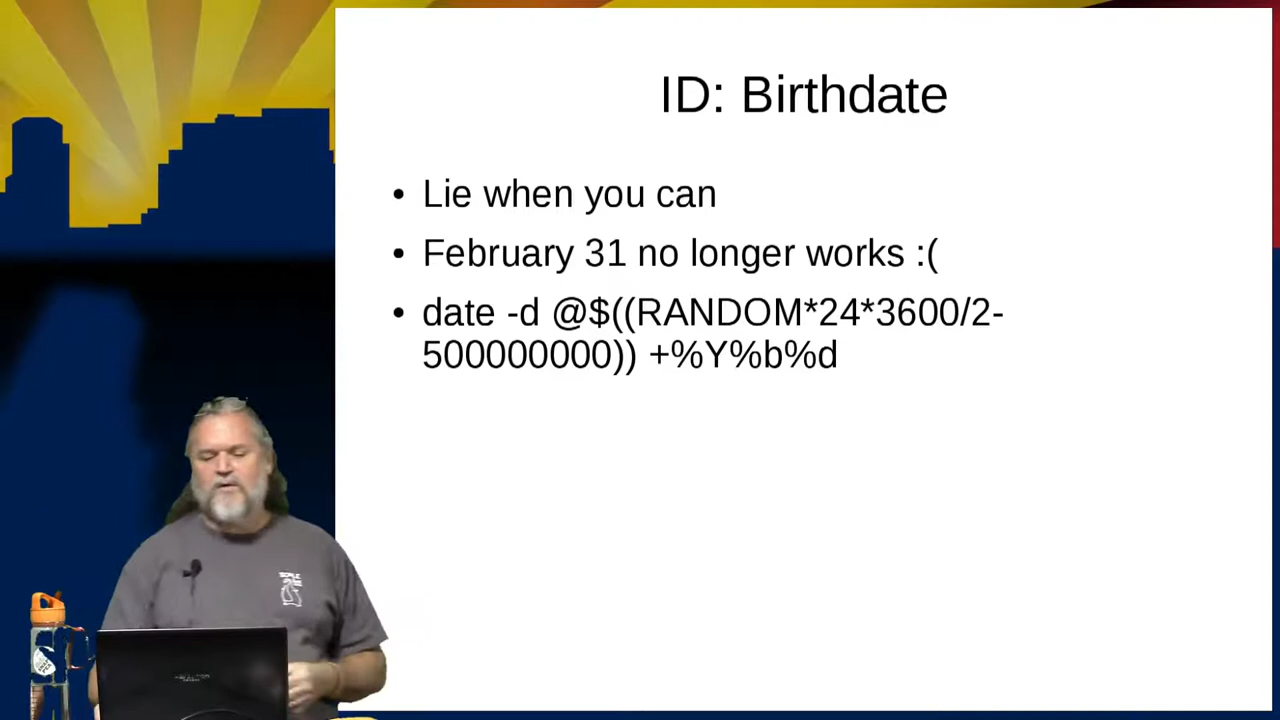 ID: Birthdate
• Lie when you can
• February 31 no longer works :(
• date -d @$((RANDOM*24*3600/2-
500000000)) +%Y%b%d